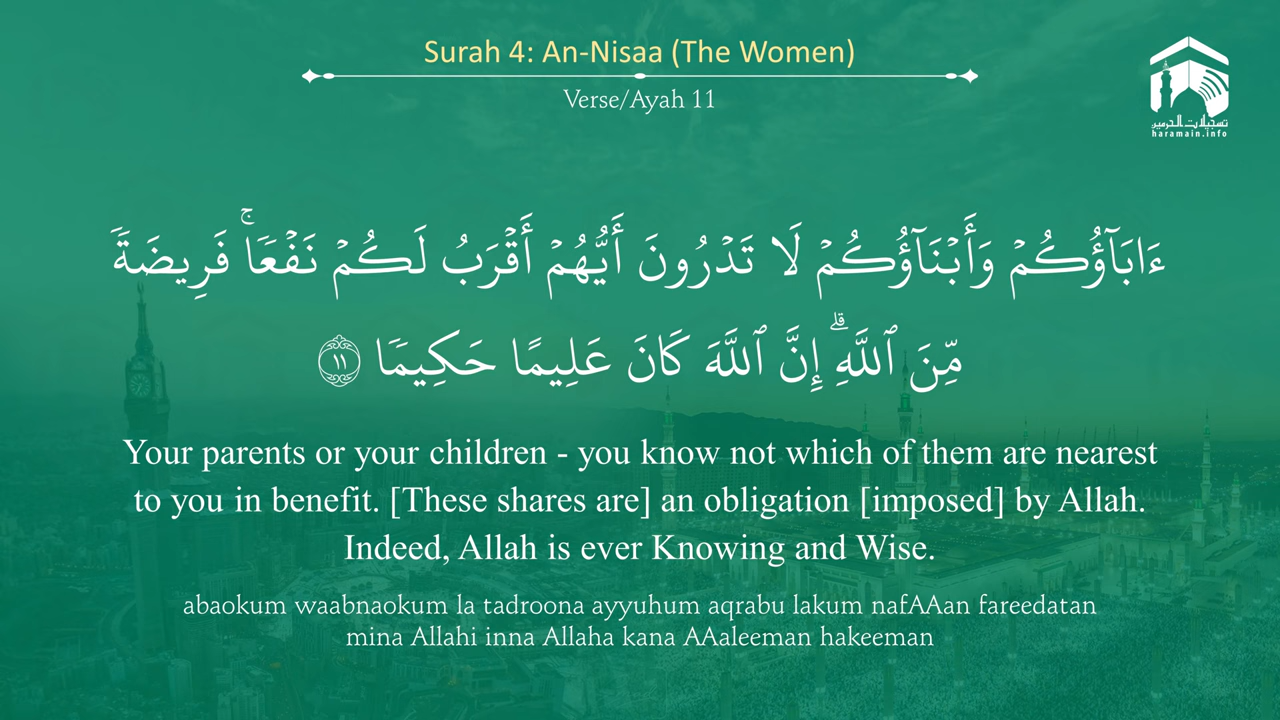 Surah 4: An-Nisaa (The Women)
Verse/Ayah 11
تسجيلات الحرمين
haramain.info
ءَابَآؤُكُمۡ وَأَبۡنَآؤُكُمۡ لَا تَدۡرُونَ أَيُّهُمۡ أَقۡرَبُ لَكُمۡ نَفۡعٗاۚ فَرِيضَةٗ
مِّنَ ٱللَّهِۗ إِنَّ ٱللَّهَ كَانَ عَلِيمًا حَكِيمٗا ١١
Your parents or your children - you know not which of them are nearest
to you in benefit. [These shares are] an obligation [imposed] by Allah.
Indeed, Allah is ever Knowing and Wise.
abaokum waabnaokum la tadroona ayyuhum aqrabu lakum nafAAan fareedatan
mina Allahi inna Allaha kana AAaleeman hakeeman